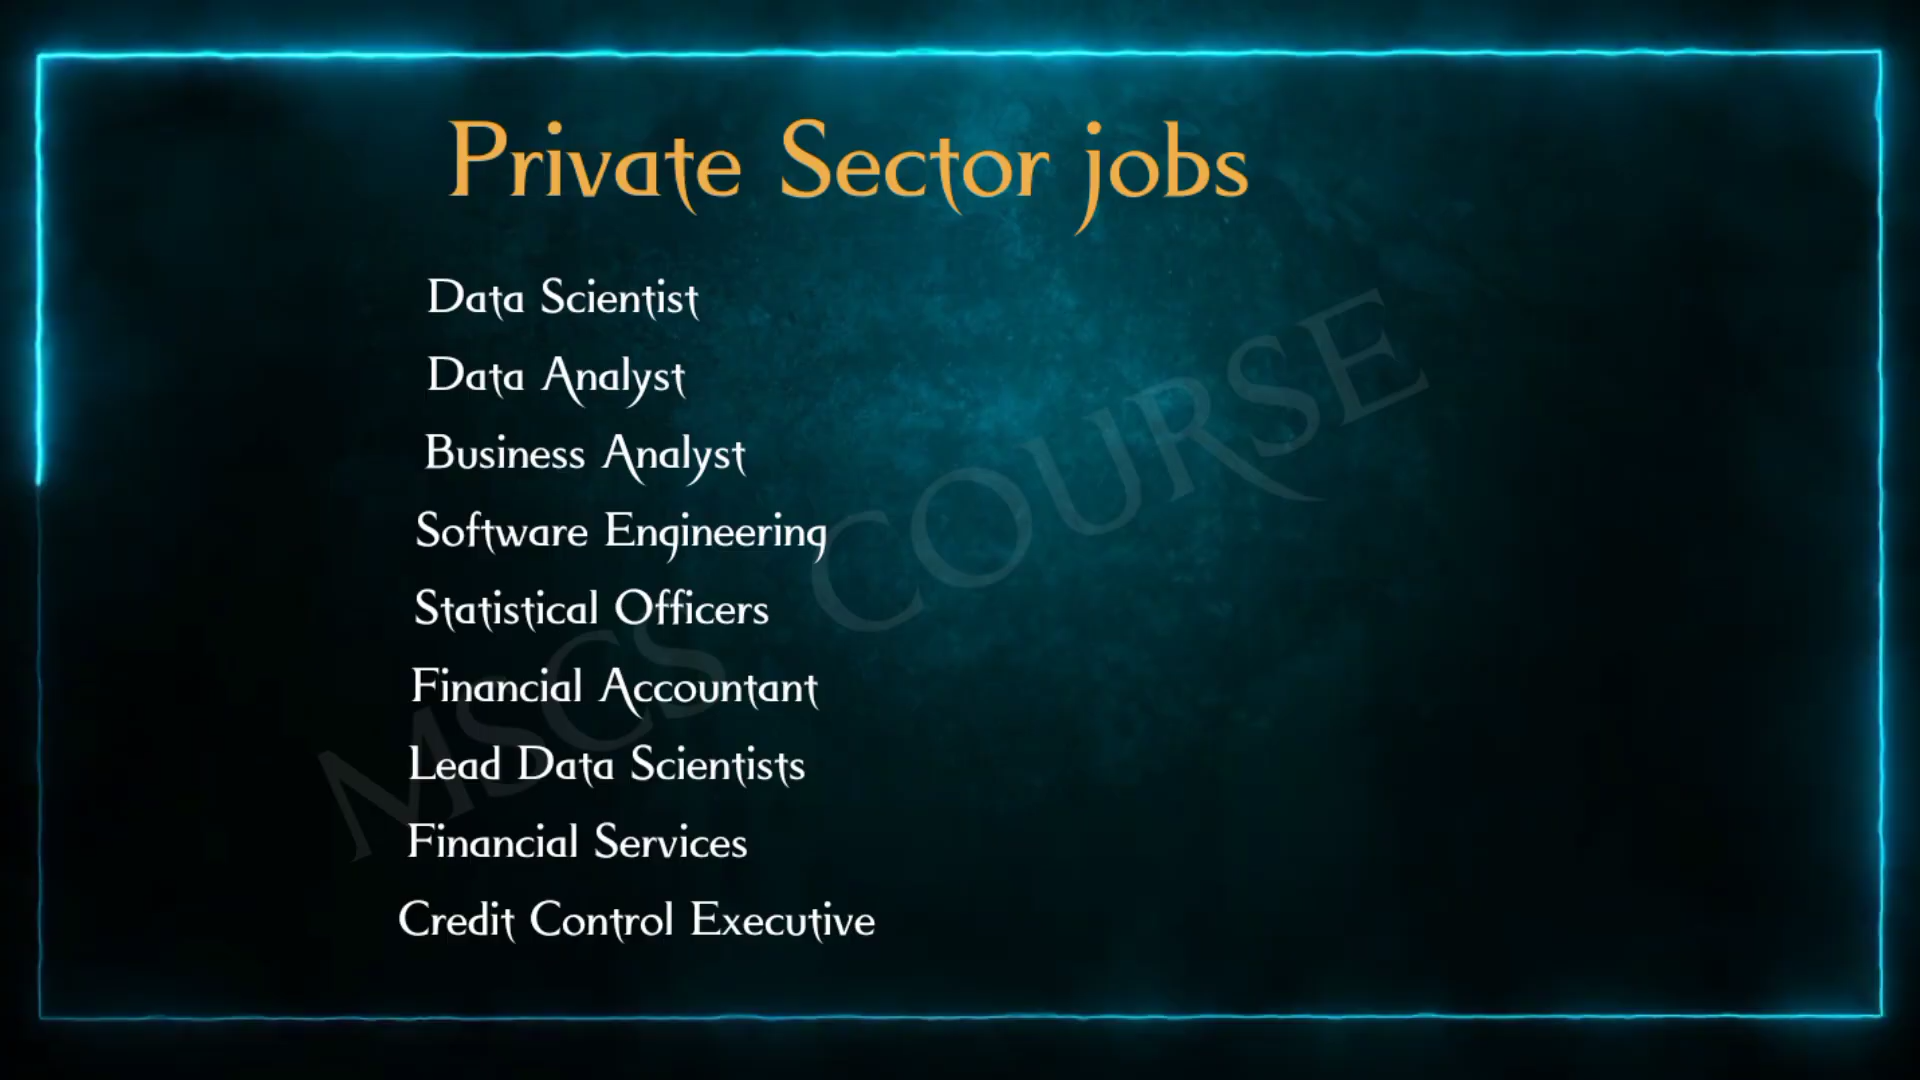 Private Sector jobs
Data Scientist
Data Analyst
Business Analyst
Software Engineering
Statistical Officers
Financial Accountant
Lead Data Scientists
Financial Services
Credit Control Executive
MSCS COURSE